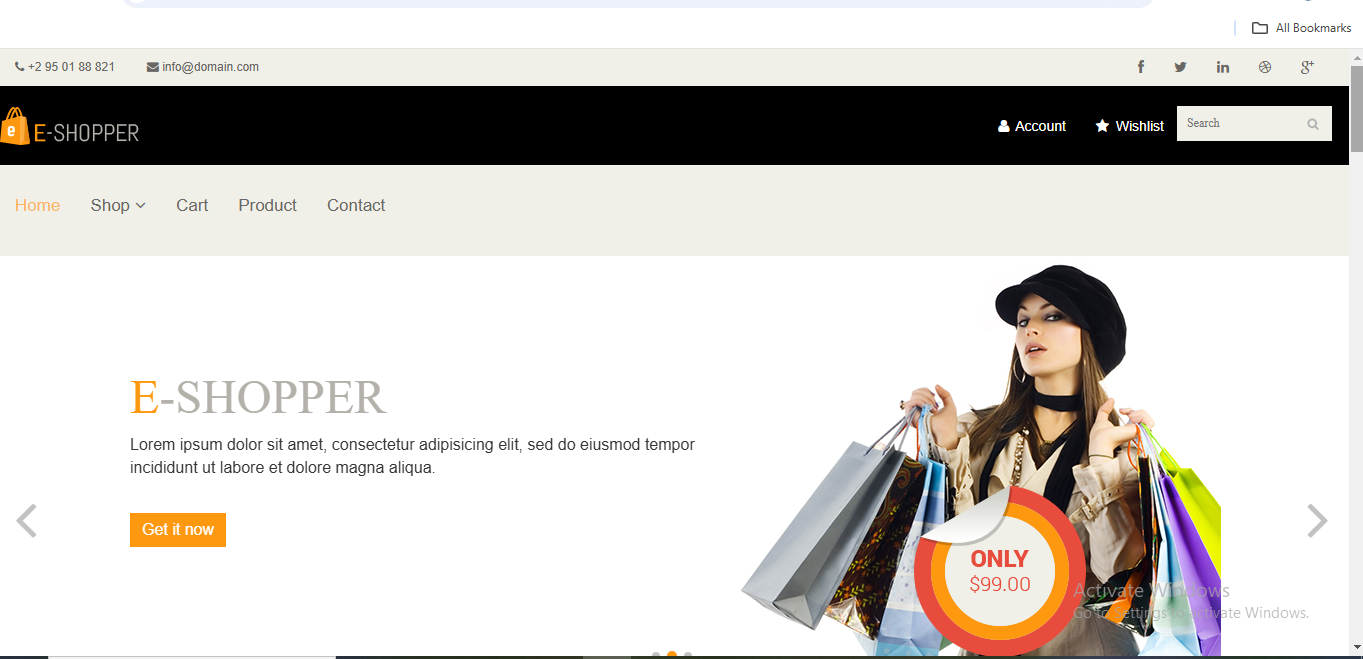 All Bookmarks
+2 95 01 88 821
info@domain.com
e
E-SHOPPER
Account
Wishlist
Search
Home
Shop
Cart
Product
Contact
E-SHOPPER
Lorem ipsum dolor sit amet, consectetur adipisicing elit, sed do eiusmod tempor
incididunt ut labore et dolore magna aliqua.
Get it now
ONLY
$99.00
Activate Windows
Go to Settings to activate Windows.